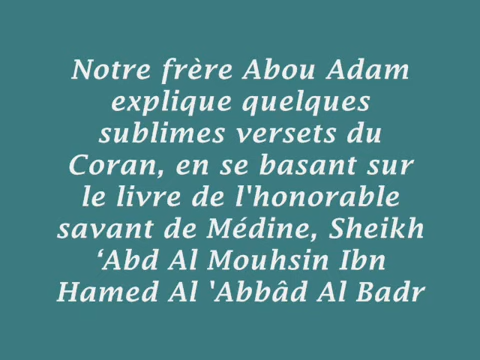 Notre frère Abou Adam
explique quelques
sublimes versets du
Coran, en se basant sur
le livre de l'honorable
savant de Médine, Sheikh
‘Abd Al Mouhsin Ibn
Hamed Al 'Abbâd Al Badr